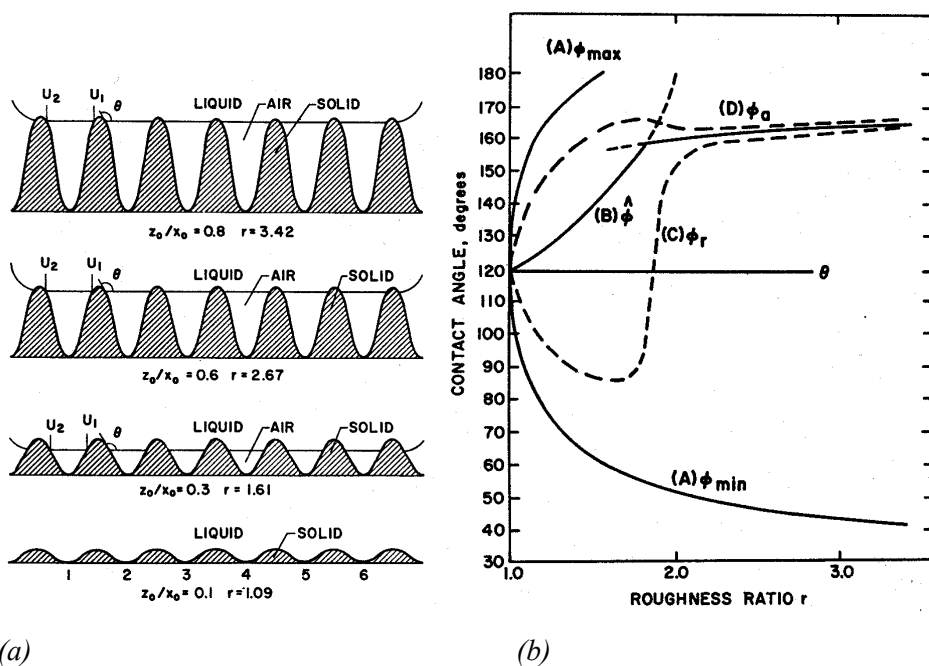 U₂ U₁ θ LIQUID AIR SOLID
z₀/x₀ = 0.8 r = 3.42
U₂ U₁ θ LIQUID AIR SOLID
z₀/x₀ = 0.6 r = 2.67
U₂ U₁ θ LIQUID AIR SOLID
z₀/x₀ = 0.3 r = 1.61
LIQUID SOLID
1 2 3 4 5 6
z₀/x₀ = 0.1 r = 1.09
(a)
CONTACT ANGLE, degrees
180
170
160
150
140
130
120
110
100
90
80
70
60
50
40
30
(A)ϕmax
(D)ϕa
(B)ϕ̂
(C)ϕr
θ
(A)ϕmin
1.0 2.0 3.0
ROUGHNESS RATIO r
(b)